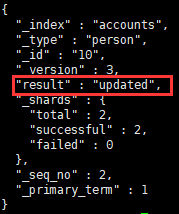 {
"_index" : "accounts",
"_type" : "person",
"_id" : "10",
"_version" : 3,
"result" : "updated",
"_shards" : {
"total" : 2,
"successful" : 2,
"failed" : 0
},
"_seq_no" : 2,
"_primary_term" : 1
}